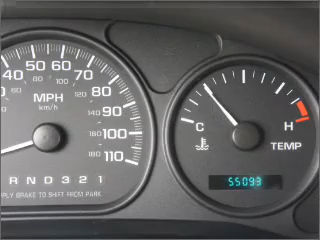 40 50 60 70 80 90 100 110
60 80 100 120 140 160 180
MPH
km/h
C H
TEMP
55093
R N D 3 2 1
PPLY BRAKE TO SHIFT FROM PARK